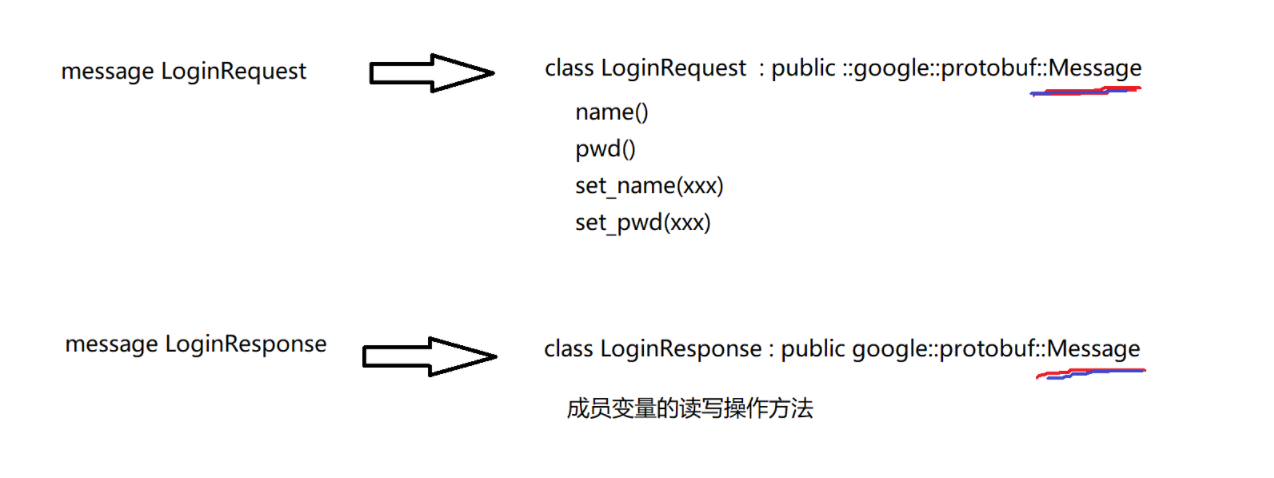 message LoginRequest
class LoginRequest : public ::google::protobuf::Message
name()
pwd()
set_name(xxx)
set_pwd(xxx)
message LoginResponse
class LoginResponse : public google::protobuf::Message
成员变量的读写操作方法